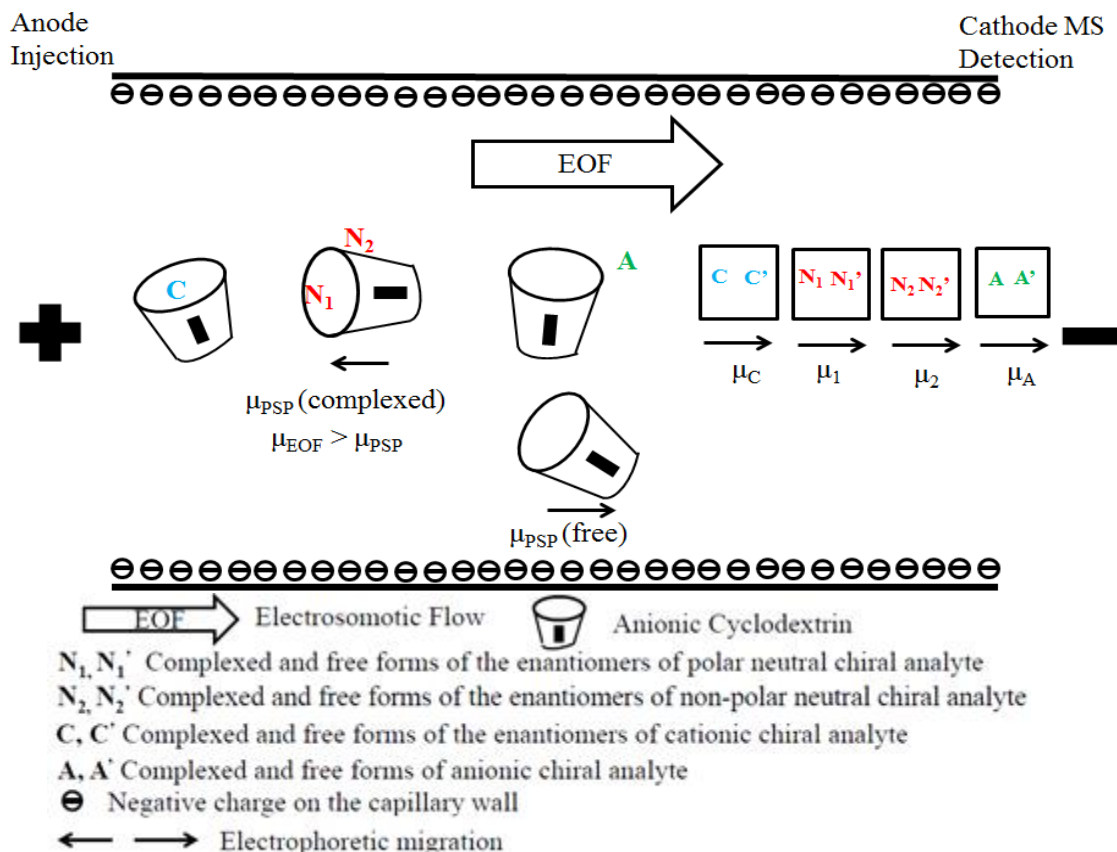 Anode
Injection
Cathode MS
Detection
EOF
C
N₂
N₁
A
C C’
N₁ N₁’
N₂ N₂’
A A’
μC
μ₁
μ₂
μA
μPSP (complexed)
μEOF > μPSP
μPSP (free)
EOF Electrosomotic Flow
Anionic Cyclodextrin
N₁, N₁’ Complexed and free forms of the enantiomers of polar neutral chiral analyte
N₂, N₂’ Complexed and free forms of the enantiomers of non-polar neutral chiral analyte
C, C’ Complexed and free forms of the enantiomers of cationic chiral analyte
A, A’ Complexed and free forms of anionic chiral analyte
⊖ Negative charge on the capillary wall
← → Electrophoretic migration